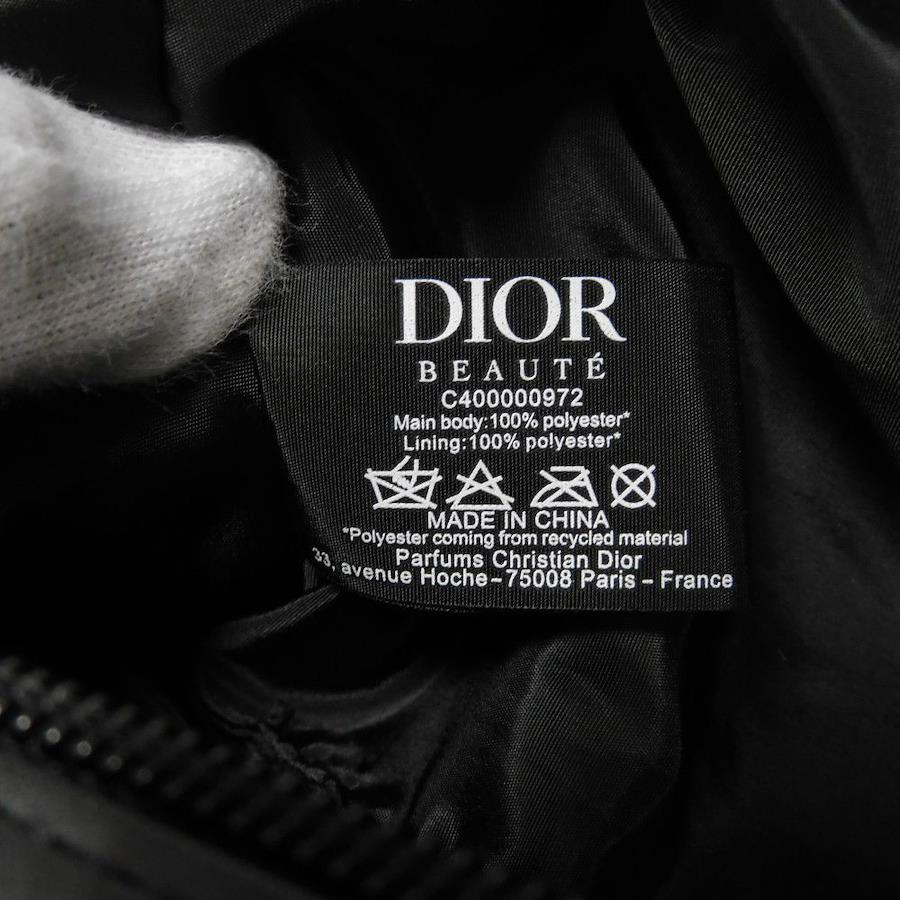 DIOR
BEAUTÉ
C400000972
Main body:100% polyester*
Lining:100% polyester*
MADE IN CHINA
*Polyester coming from recycled material
Parfums Christian Dior
33, avenue Hoche-75008 Paris - France